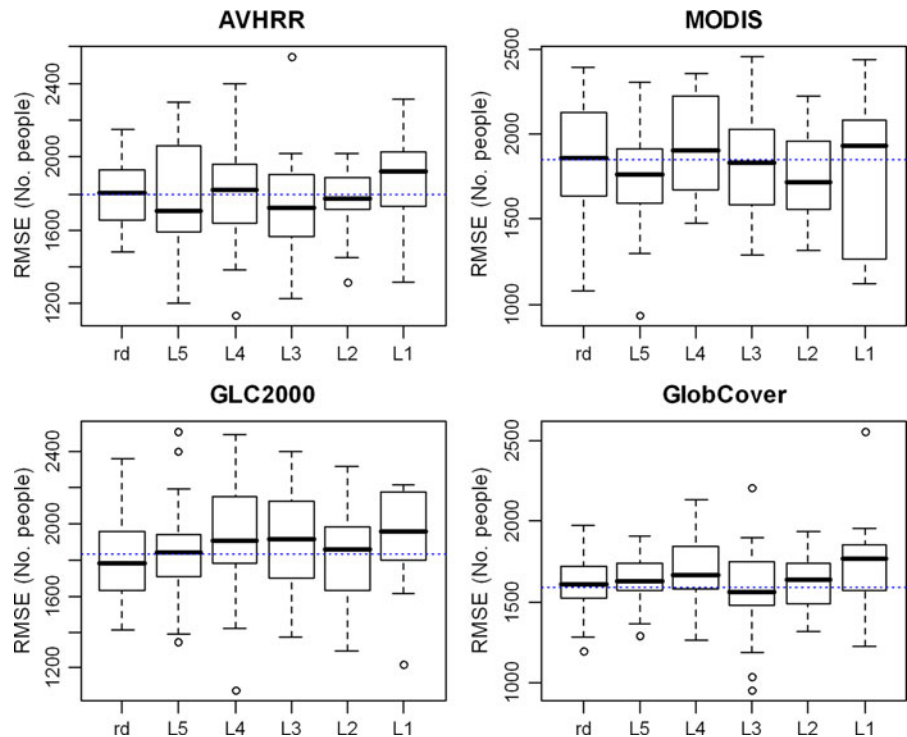 AVHRR
RMSE (No. people)
2400
2000
1600
1200
rd L5 L4 L3 L2 L1
MODIS
RMSE (No. people)
2500
2000
1500
1000
rd L5 L4 L3 L2 L1
GLC2000
RMSE (No. people)
2400
2000
1600
1200
rd L5 L4 L3 L2 L1
GlobCover
RMSE (No. people)
2500
2000
1500
1000
rd L5 L4 L3 L2 L1